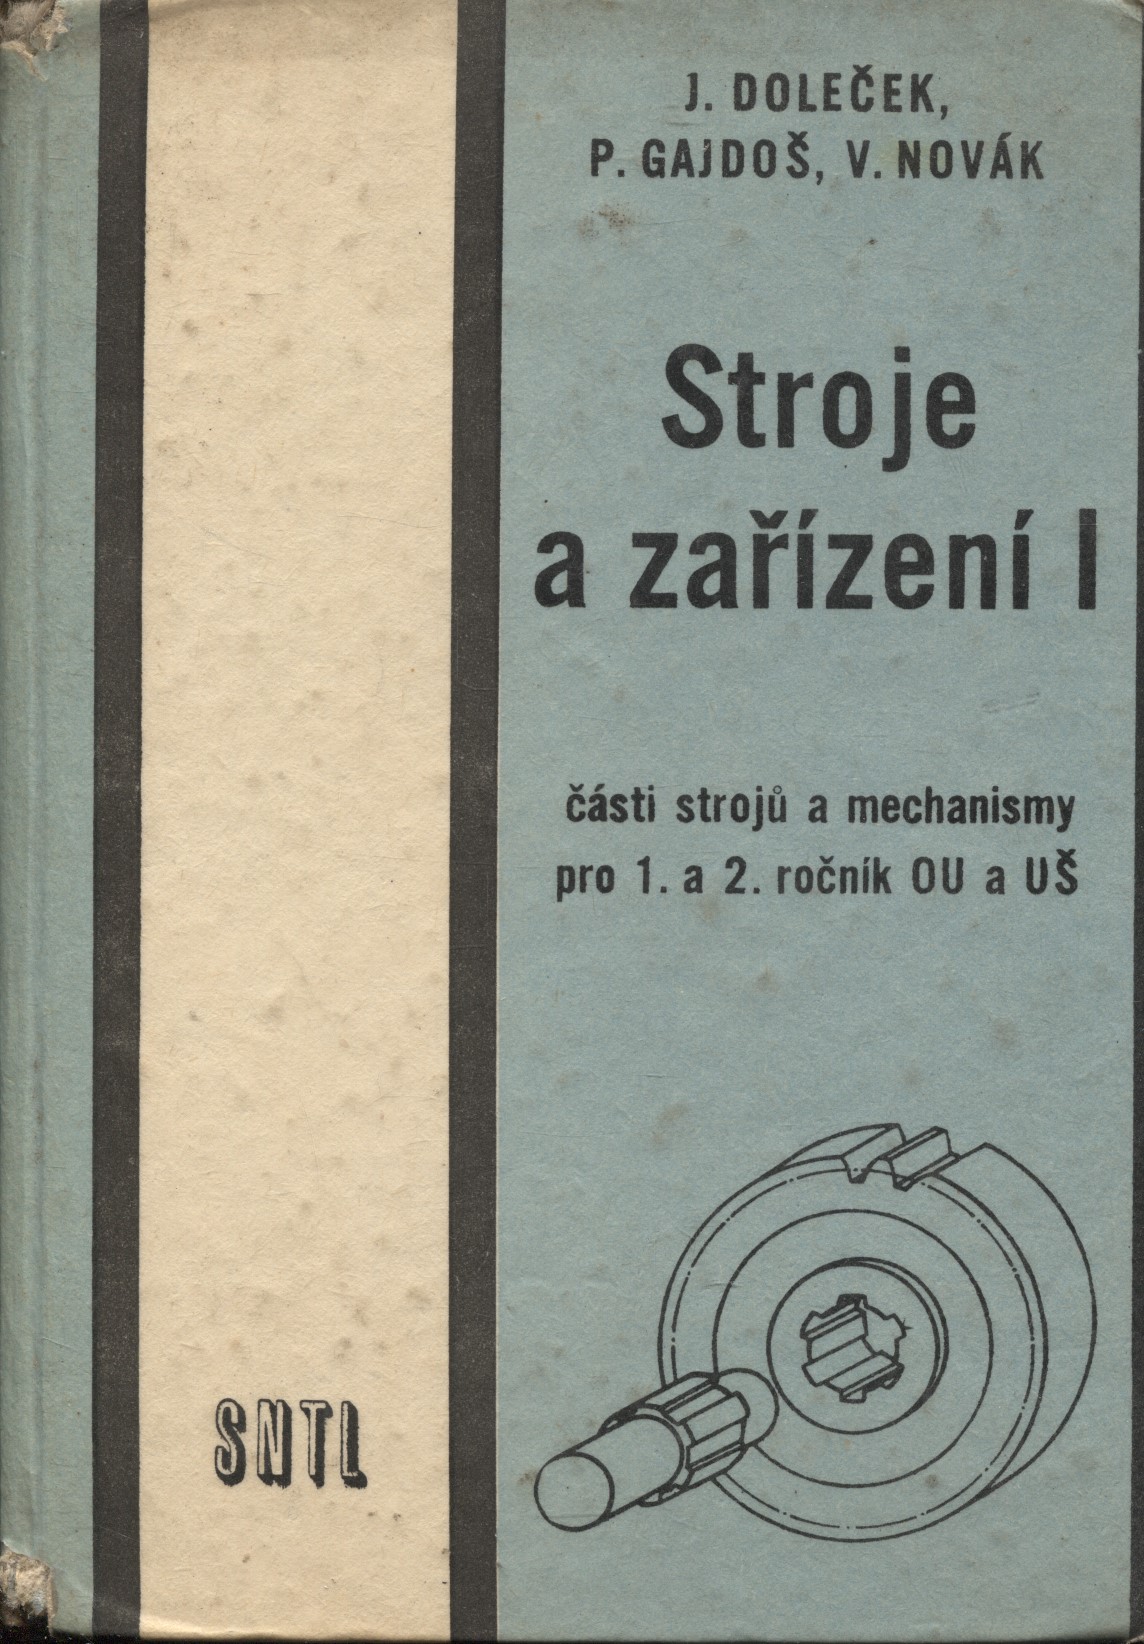 J. DOLEČEK,
P. GAJDOŠ, V. NOVÁK
Stroje
a zařízení I
části strojů a mechanismy
pro 1. a 2. ročník OU a UŠ
SNTL